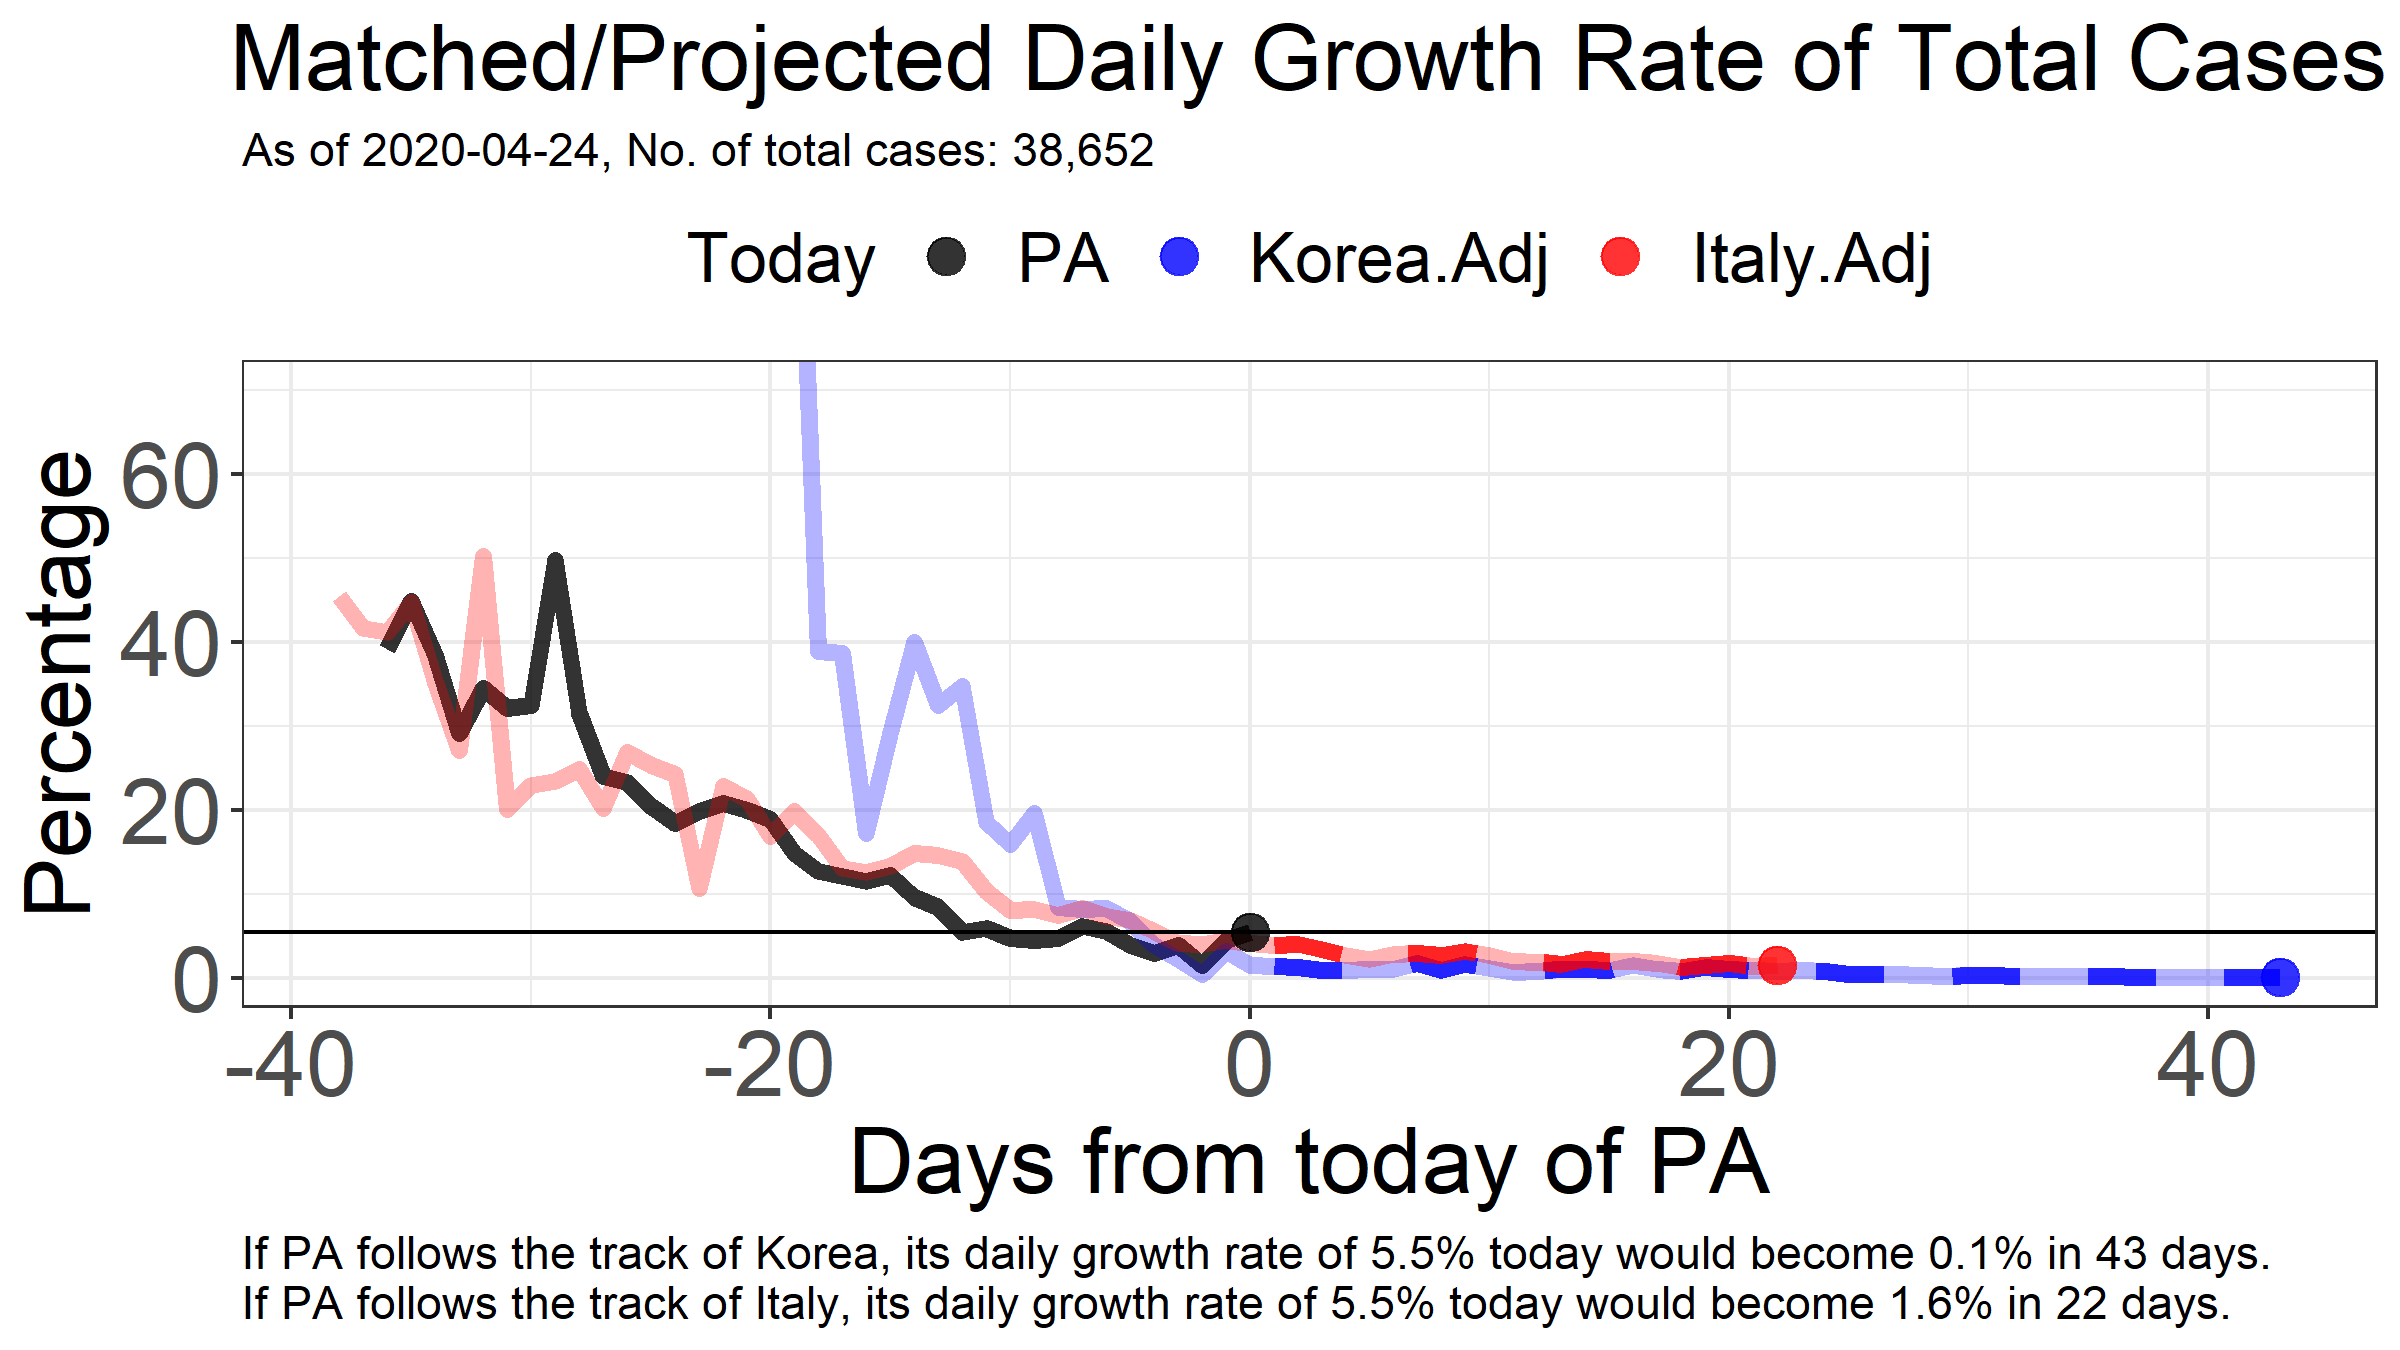 Matched/Projected Daily Growth Rate of Total Cases
As of 2020-04-24, No. of total cases: 38,652
Today PA Korea.Adj Italy.Adj
Percentage
60
40
20
0
-40 -20 0 20 40
Days from today of PA
If PA follows the track of Korea, its daily growth rate of 5.5% today would become 0.1% in 43 days.
If PA follows the track of Italy, its daily growth rate of 5.5% today would become 1.6% in 22 days.